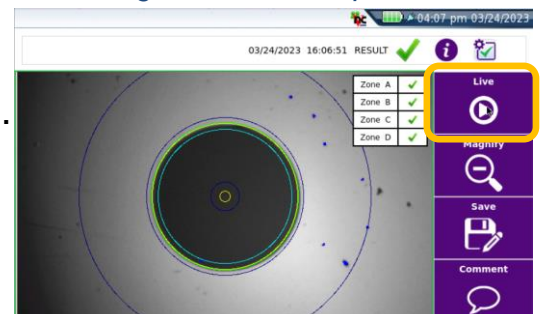 DC 04:07 pm 03/24/2023
03/24/2023 16:06:51 RESULT
Zone A
Zone B
Zone C
Zone D
Live
Magnify
Save
Comment